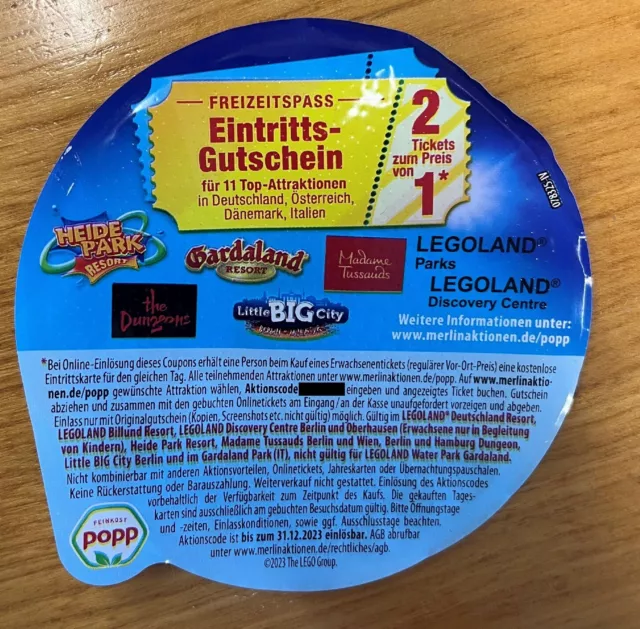 FREIZEITSPASS
Eintritts-
Gutschein
für 11 Top-Attraktionen
in Deutschland, Österreich,
Dänemark, Italien
2
Tickets
zum Preis
von
1*
078325-N
HEIDE
PARK
RESORT
Gardaland
RESORT
Madame
Tussauds
LEGOLAND®
Parks
LEGOLAND®
Discovery Centre
the
Dungeons
Little BIG City
Weitere Informationen unter:
www.merlinaktionen.de/popp
*Bei Online-Einlösung dieses Coupons erhält eine Person beim Kauf eines Erwachsenentickets (regulärer Vor-Ort-Preis) eine kostenlose
Eintrittskarte für den gleichen Tag. Alle teilnehmenden Attraktionen unter www.merlinaktionen.de/popp. Auf www.merlinaktio-
nen.de/popp gewünschte Attraktion wählen, Aktionscode eingeben und angezeigtes Ticket buchen. Gutschein
abziehen und zusammen mit den gebuchten Onlinetickets am Eingang / an der Kasse unaufgefordert vorzeigen und abgeben.
Einlass nur mit Originalgutschein (Kopien, Screenshots etc. nicht gültig) möglich. Gültig im LEGOLAND® Deutschland Resort,
LEGOLAND Billund Resort, LEGOLAND Discovery Centre Berlin und Oberhausen (Erwachsene nur in Begleitung
von Kindern), Heide Park Resort, Madame Tussauds Berlin und Wien, Berlin und Hamburg Dungeon,
Little BIG City Berlin und im Gardaland Park (IT), nicht gültig für LEGOLAND Water Park Gardaland.
Nicht kombinierbar mit anderen Aktionsvorteilen, Onlinetickets, Jahreskarten oder Übernachtungspauschalen.
Keine Rückerstattung oder Barauszahlung. Weiterverkauf nicht gestattet. Einlösung des Aktionscodes
vorbehaltlich der Verfügbarkeit zum Zeitpunkt des Kaufs. Die gekauften Tages-
karten sind ausschließlich am gebuchten Besuchsdatum gültig. Bitte Öffnungstage
und -zeiten, Einlasskonditionen, sowie ggf. Ausschlusstage beachten.
Aktionscode ist bis zum 31.12.2023 einlösbar. AGB abrufbar
unter www.merlinaktionen.de/rechtliches/agb.
©2023 The LEGO Group.
FEINKOST
popp